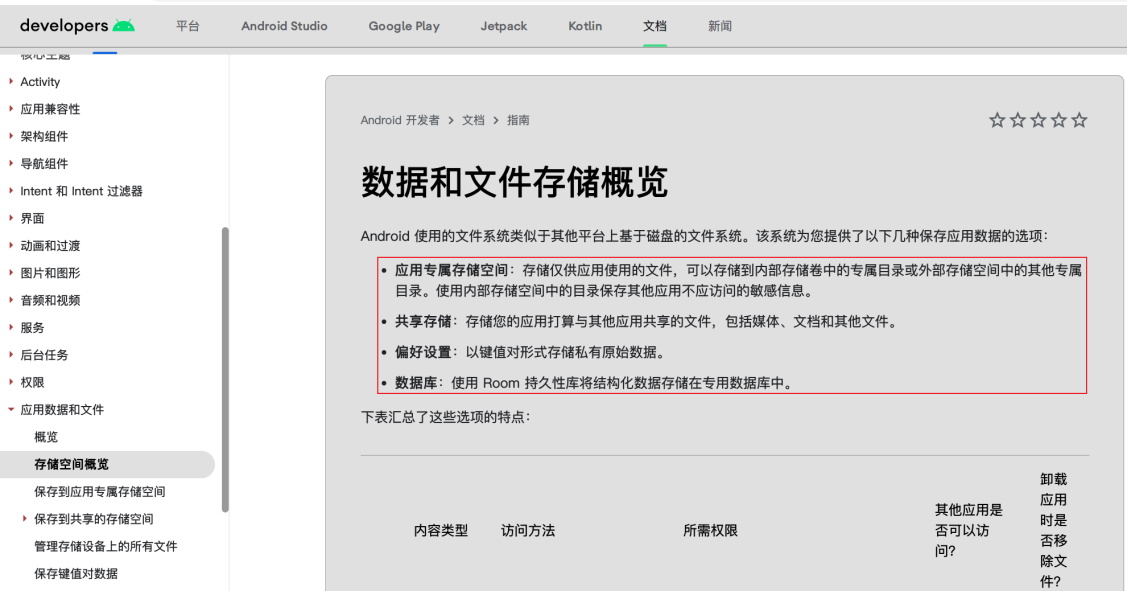 developers
平台
Android Studio
Google Play
Jetpack
Kotlin
文档
新闻
核心主题
Activity
应用兼容性
架构组件
导航组件
Intent 和 Intent 过滤器
界面
动画和过渡
图片和图形
音频和视频
服务
后台任务
权限
应用数据和文件
概览
存储空间概览
保存到应用专属存储空间
保存到共享的存储空间
管理存储设备上的所有文件
保存键值对数据
Android 开发者 > 文档 > 指南
数据和文件存储概览
Android 使用的文件系统类似于其他平台上基于磁盘的文件系统。该系统为您提供了以下几种保存应用数据的选项：
• 应用专属存储空间：存储仅供应用使用的文件，可以存储到内部存储卷中的专属目录或外部存储空间中的其他专属
目录。使用内部存储空间中的目录保存其他应用不应访问的敏感信息。
• 共享存储：存储您的应用打算与其他应用共享的文件，包括媒体、文档和其他文件。
• 偏好设置：以键值对形式存储私有原始数据。
• 数据库：使用 Room 持久性库将结构化数据存储在专用数据库中。
下表汇总了这些选项的特点：
内容类型
访问方法
所需权限
其他应用是
否可以访
问?
卸载
应用
时是
否移
除文
件?